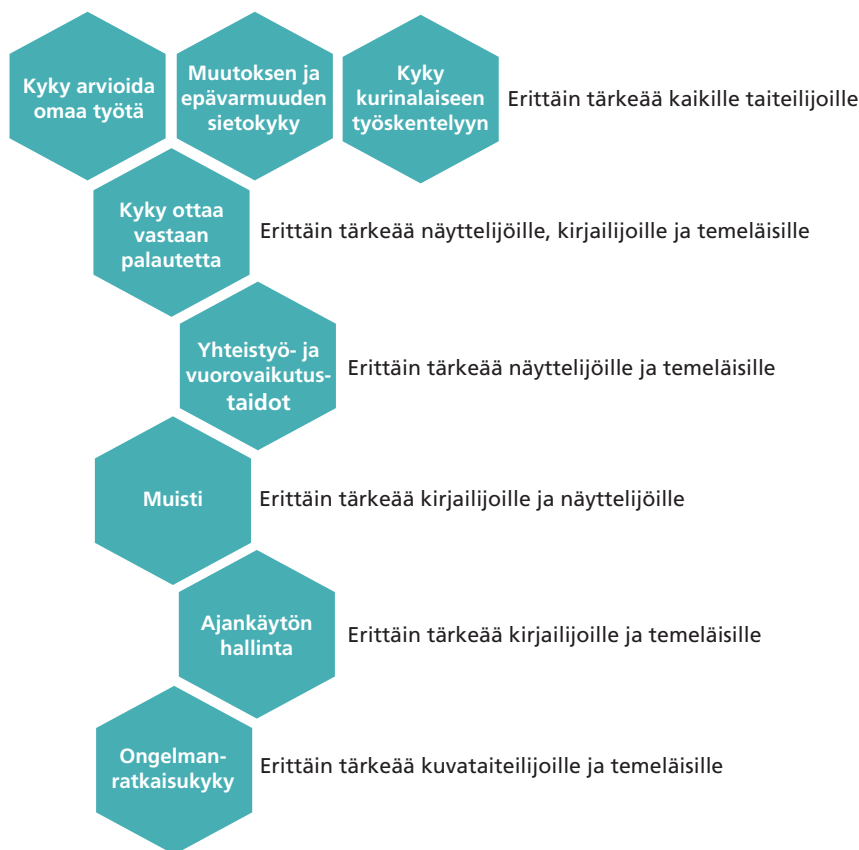 Kyky arvioida
omaa työtä
Muutoksen ja
epävarmuuden
sietokyky
Kyky
kurinalaiseen
työskentelyyn
Erittäin tärkeää kaikille taiteilijoille
Kyky ottaa
vastaan
palautetta
Erittäin tärkeää näyttelijöille, kirjailijoille ja temeläisille
Yhteistyö- ja
vuorovaikutus-
taidot
Erittäin tärkeää näyttelijöille ja temeläisille
Muisti
Erittäin tärkeää kirjailijoille ja näyttelijöille
Ajankäytön
hallinta
Erittäin tärkeää kirjailijoille ja temeläisille
Ongelman-
ratkaisukyky
Erittäin tärkeää kuvataiteilijoille ja temeläisille